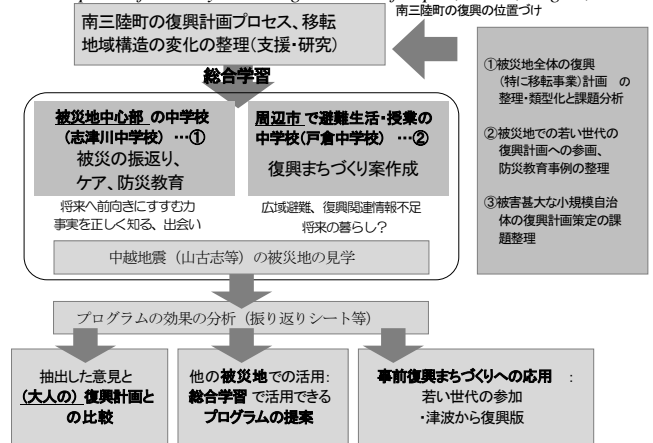 南三陸町の復興計画プロセス、移転
地域構造の変化の整理(支援・研究)
南三陸町の復興の位置づけ
総合学習
被災地中心部 の中学校
(志津川中学校) …①
被災の振返り、
ケア、防災教育
周辺市 で避難生活・授業の
中学校(戸倉中学校) …②
復興まちづくり案作成
将来へ前向きにすすむ力
事実を正しく知る、出会い
広域避難、復興関連情報不足
将来の暮らし？
中越地震（山古志等）の被災地の見学
①被災地全体の復興
(特に移転事業)計画 の
整理・類型化と課題分析
②被災地での若い世代の
復興計画への参画、
防災教育事例の整理
③被害甚大な小規模自治
体の復興計画策定の課
題整理
プログラムの効果の分析（振り返りシート等）
抽出した意見と
(大人の) 復興計画と
の比較
他の被災地での活用:
総合学習 で活用できる
プログラムの提案
事前復興まちづくりへの応用 :
若い世代の参加
・津波から復興版